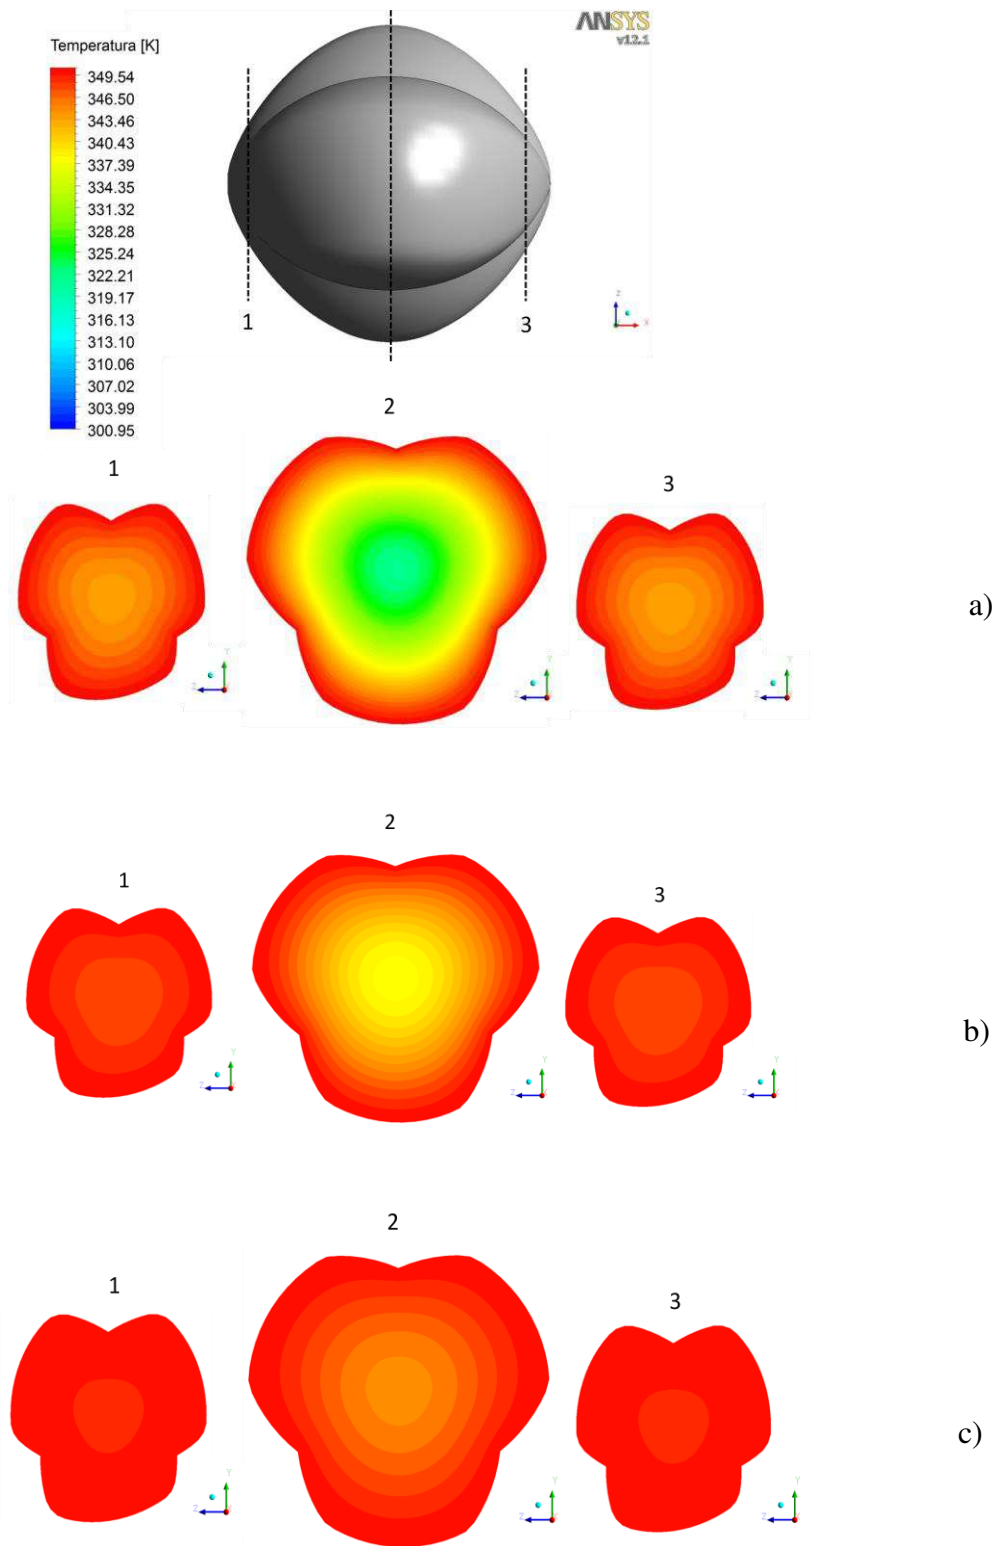 ANSYS
v12.1
Temperatura [K]
349.54
346.50
343.46
340.43
337.39
334.35
331.32
328.28
325.24
322.21
319.17
316.13
313.10
310.06
307.02
303.99
300.95
z
x
1
3
2
1
3
a)
Y
Z
Y
Z
Y
Z
2
1
3
b)
Y
Z
Y
Z
Y
Z
2
1
3
c)
Y
Z
Y
Z
Y
Z